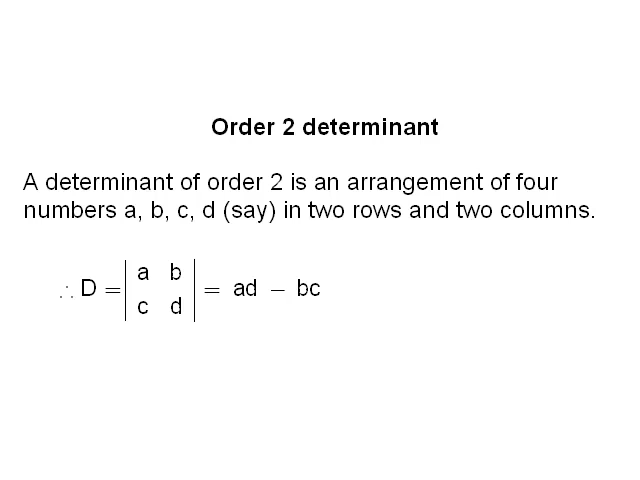 Order 2 determinant
A determinant of order 2 is an arrangement of four
numbers a, b, c, d (say) in two rows and two columns.
a b
∴ D = = ad − bc
c d